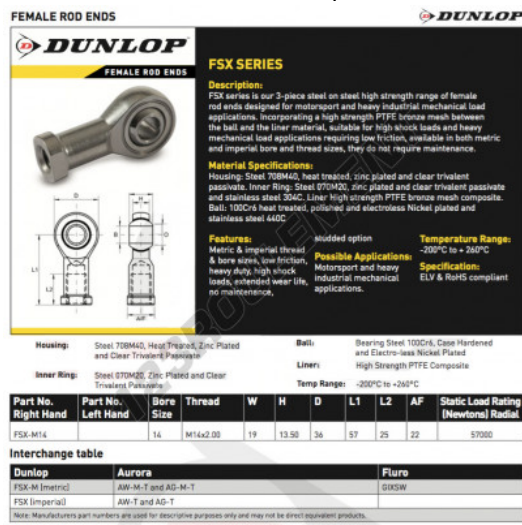 FEMALE ROD ENDS
DUNLOP
DUNLOP
FEMALE ROD ENDS
FSX SERIES
Description:
FSX series is our 3-piece steel on steel high strength range of female
rod ends designed for motorsport and heavy industrial mechanical load
applications. Incorporating a high strength PTFE bronze mesh between
the ball and the liner material, suitable for high shock loads and heavy
mechanical load applications requiring low friction, available in both metric
and imperial bore and thread sizes, they do not require maintenance.
Material Specifications:
Housing: Steel 708M40, heat treated, zinc plated and clear trivalent
passivate. Inner Ring: Steel 070M20, zinc plated and clear trivalent passivate
and stainless steel 304C. Liner High strength PTFE bronze mesh composite.
Ball: 100Cr6 heat treated, polished and electroless Nickel plated and
stainless steel 440C
Features:
Metric & imperial thread
& bore sizes, low friction,
heavy duty, high shock
loads, extended wear life,
no maintenance,
studded option
Possible Applications:
Motorsport and heavy
industrial mechanical
applications.
Temperature Range:
-200°C to + 260°C
Specification:
ELV & RoHS compliant
D
L1
L2
AF
Housing: Steel 708M40, Heat Treated, Zinc Plated
and Clear Trivalent Passivate
Inner Ring: Steel 070M20, Zinc Plated and Clear
Trivalent Passivate
Ball: Bearing Steel 100Cr6, Case Hardened
and Electro-less Nickel Plated
Liner: High Strength PTFE Composite
Temp Range: -200°C to +260°C
Part No. Right Hand Part No. Left Hand Bore Size Thread W H D L1 L2 AF Static Load Rating (Newtons) Radial
FSX-M14 14 M14x2.00 19 13.50 36 57 25 22 57000
Interchange table
Dunlop Aurora Fluro
FSX-M (metric) AW-M-T and AG-M-T GIXSW
FSX (imperial) AW-T and AG-T
Note: Manufacturers part numbers are used for descriptive purposes only and may not be direct equivalent products.